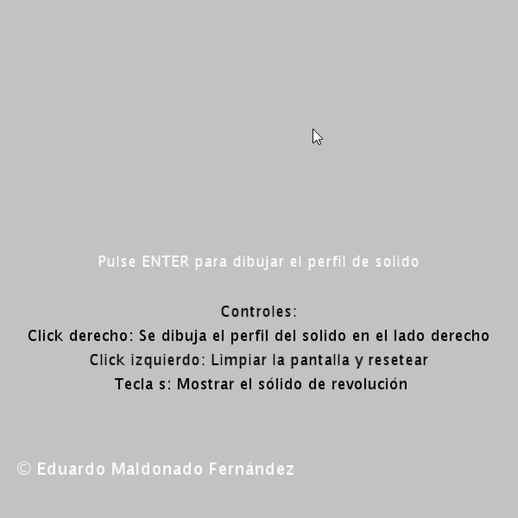 Pulse ENTER para dibujar el perfil de solido
Controles:
Click derecho: Se dibuja el perfil del solido en el lado derecho
Click izquierdo: Limpiar la pantalla y resetear
Tecla s: Mostrar el sólido de revolución
© Eduardo Maldonado Fernández